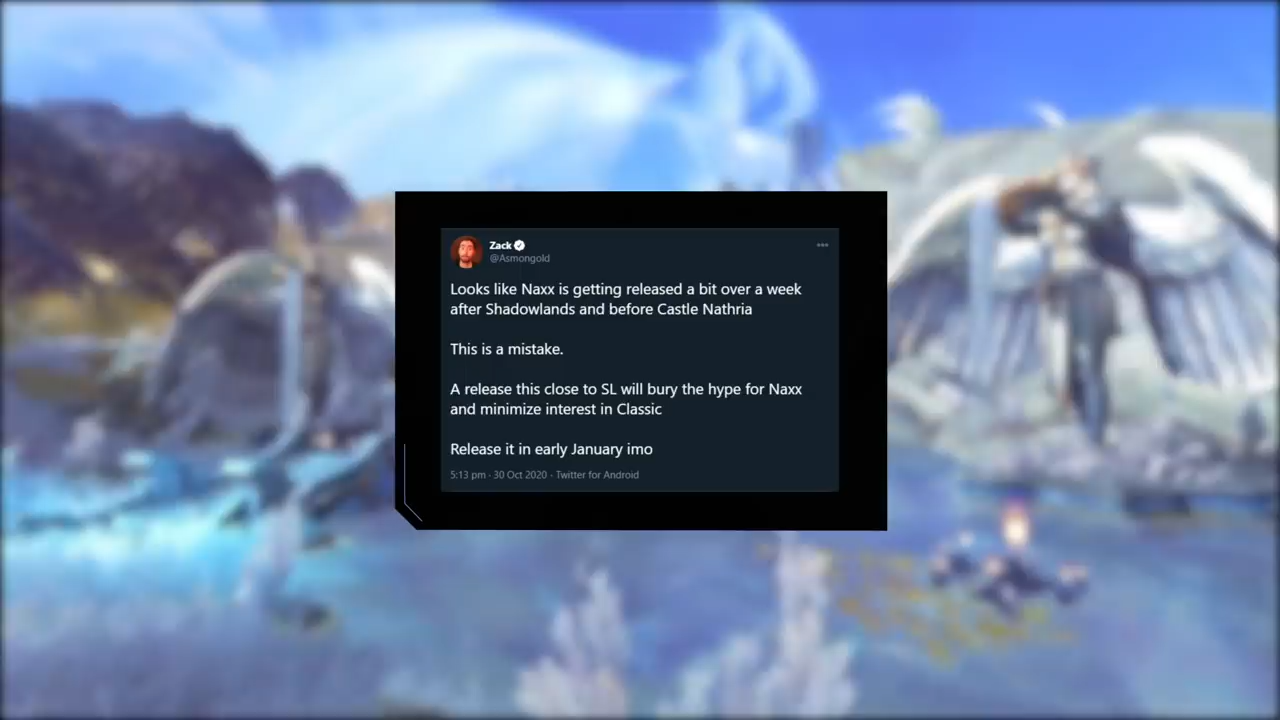 Zack
@Asmongold
Looks like Naxx is getting released a bit over a week
after Shadowlands and before Castle Nathria
This is a mistake.
A release this close to SL will bury the hype for Naxx
and minimize interest in Classic
Release it in early January imo
5:13 pm · 30 Oct 2020 · Twitter for Android